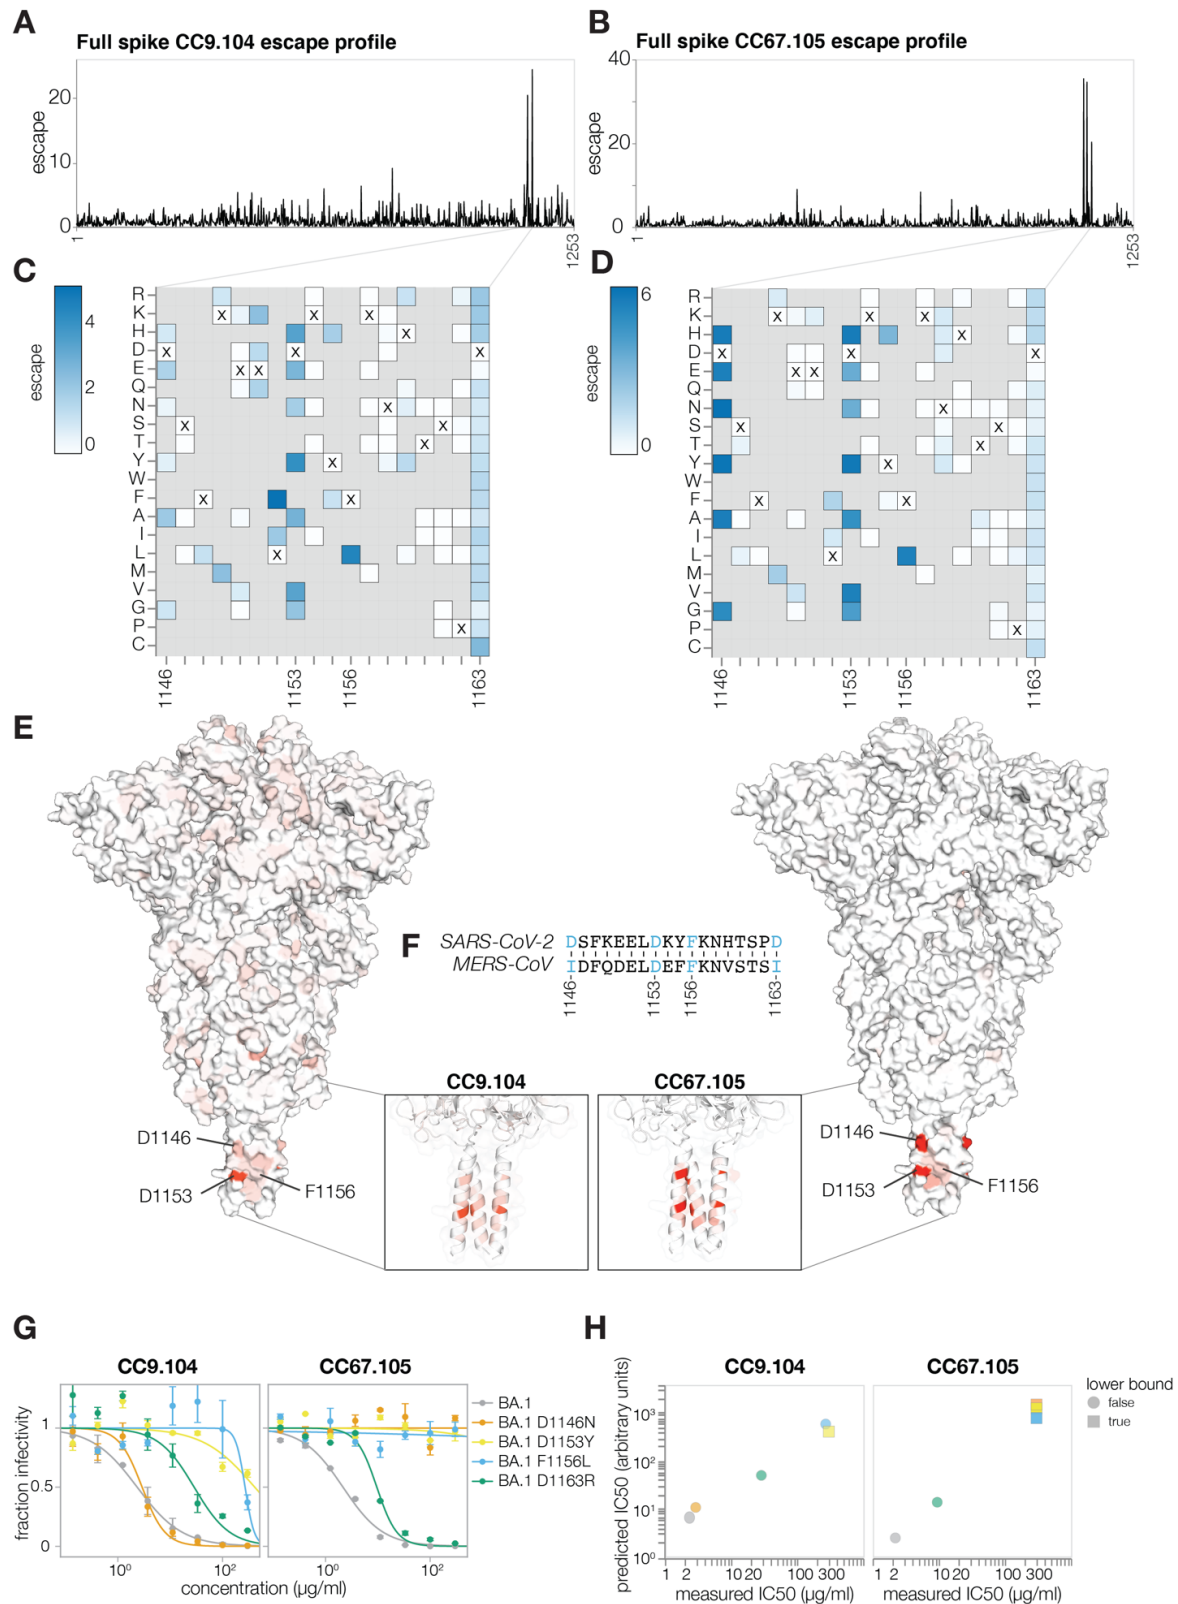 A
Full spike CC9.104 escape profile
escape
20
10
0
1
1253
B
Full spike CC67.105 escape profile
escape
40
20
0
1
1253
C
escape
4
2
0
R
K
H
D
E
Q
N
S
T
Y
W
F
A
I
L
M
V
G
P
C
X X X
X
X X X
X X
X
X
X
X
X
X X
X
X
1146
1153
1156
1163
D
escape
6
0
R
K
H
D
E
Q
N
S
T
Y
W
F
A
I
L
M
V
G
P
C
X X X
X
X X X
X X
X
X
X
X
X
X X
X
X
1146
1153
1156
1163
E
D1146
D1153
F1156
F
SARS-CoV-2 DSFKEELDKYFKNHTSPD
MERS-CoV IDFQDELDEFFKNVSTSI
1146-
1153-
1156-
1163-
CC9.104
CC67.105
D1146
D1153
F1156
G
CC9.104
CC67.105
fraction infectivity
1
0.5
0
10⁰
10²
10⁰
10²
concentration (µg/ml)
BA.1
BA.1 D1146N
BA.1 D1153Y
BA.1 F1156L
BA.1 D1163R
H
CC9.104
CC67.105
predicted IC50 (arbitrary units)
10³
10²
10¹
10⁰
1 2 10 20 100 300
1 2 10 20 100 300
measured IC50 (µg/ml)
measured IC50 (µg/ml)
lower bound
false
true